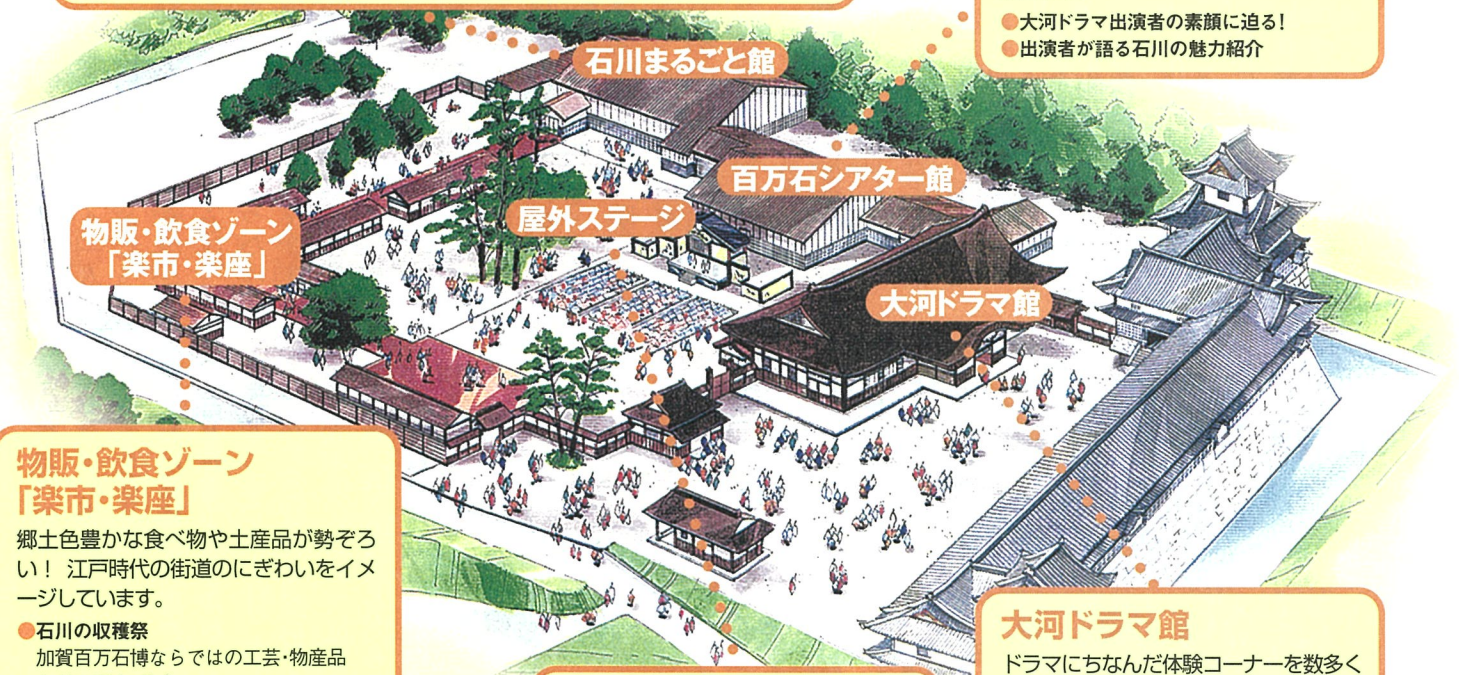 ●大河ドラマ出演者の素顔に迫る!
●出演者が語る石川の魅力紹介
石川まるごと館
百万石シアター館
屋外ステージ
物販・飲食ゾーン
「楽市・楽座」
大河ドラマ館
物販・飲食ゾーン
「楽市・楽座」
郷土色豊かな食べ物や土産品が勢ぞろ
い! 江戸時代の街道のにぎわいをイメ
ージしています。
●石川の収穫祭
加賀百万石博ならではの工芸・物産品
大河ドラマ館
ドラマにちなんだ体験コーナーを数多く